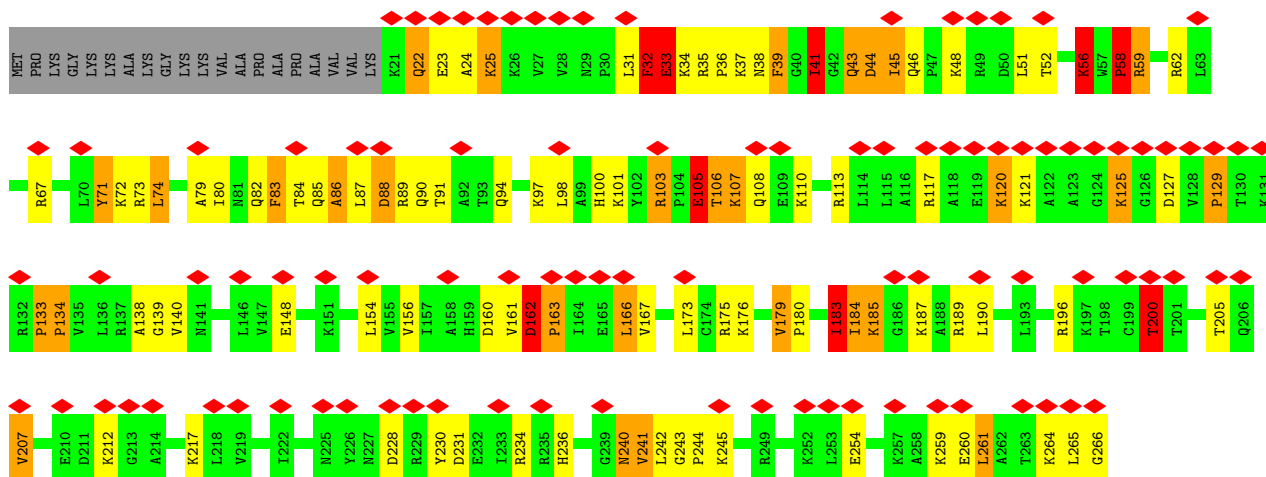 MET PRO LYS GLY LYS LYS ALA LYS GLY LYS LYS VAL ALA PRO ALA PRO ALA VAL VAL LYS K21 Q22 E23 A24 K25 K26 V27 V28 N29 P30 L31 F32 E33 K34 R35 P36 K37 N38 F39 G40 I41 G42 Q43 D44 I45 Q46 P47 K48 R49 D50 L51 T52 K56 W57 P58 R59 R62 L63
R67 L70 Y71 K72 R73 L74 A79 I80 N81 Q82 F83 T84 Q85 A86 L87 D88 R89 Q90 T91 A92 T93 Q94 K97 L98 A99 H100 K101 Y102 R103 P104 E105 T106 K107 Q108 E109 K110 R113 L114 L115 A116 R117 A118 E119 K120 K121 A122 A123 G124 K125 G126 D127 V128 P129 T130 K131
R132 P133 P134 V135 L136 R137 A138 G139 V140 N141 L146 V147 E148 K151 L154 V155 V156 I157 A158 H159 D160 V161 D162 P163 I164 E165 L166 V167 L173 C174 R175 K176 V179 P180 I183 I184 K185 G186 K187 A188 R189 L190 L193 R196 K197 T198 C199 T200 T201 T205 Q206
V207 E210 D211 K212 G213 A214 K217 L218 V219 I222 N225 Y226 N227 D228 R229 Y230 D231 E232 I233 R234 R235 H236 G239 N240 V241 L242 G243 P244 K245 R249 K252 L253 E254 K257 A258 K259 E260 L261 A262 T263 K264 L265 G266